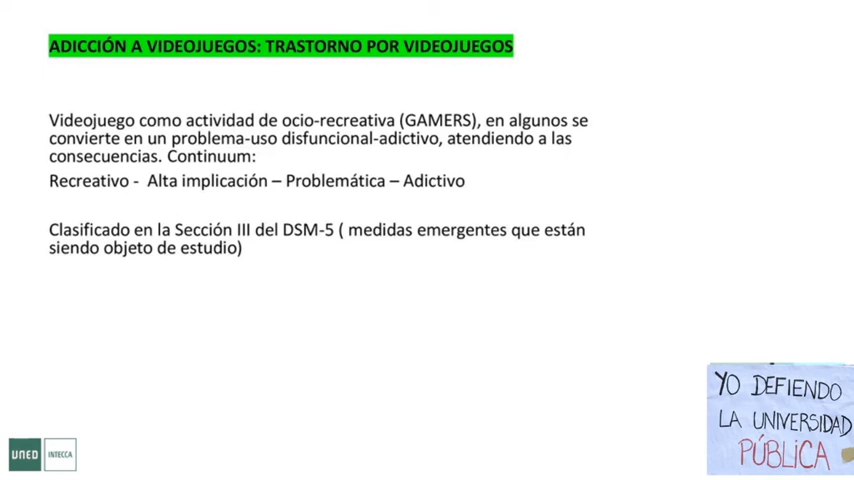 ADICCIÓN A VIDEOJUEGOS: TRASTORNO POR VIDEOJUEGOS
Videojuego como actividad de ocio-recreativa (GAMERS), en algunos se
convierte en un problema-uso disfuncional-adictivo, atendiendo a las
consecuencias. Continuum:
Recreativo - Alta implicación – Problemática – Adictivo
Clasificado en la Sección III del DSM-5 ( medidas emergentes que están
siendo objeto de estudio)
YO DEFIENDO
LA UNIVERSIDAD
PÚBLICA
UNED INTECCA